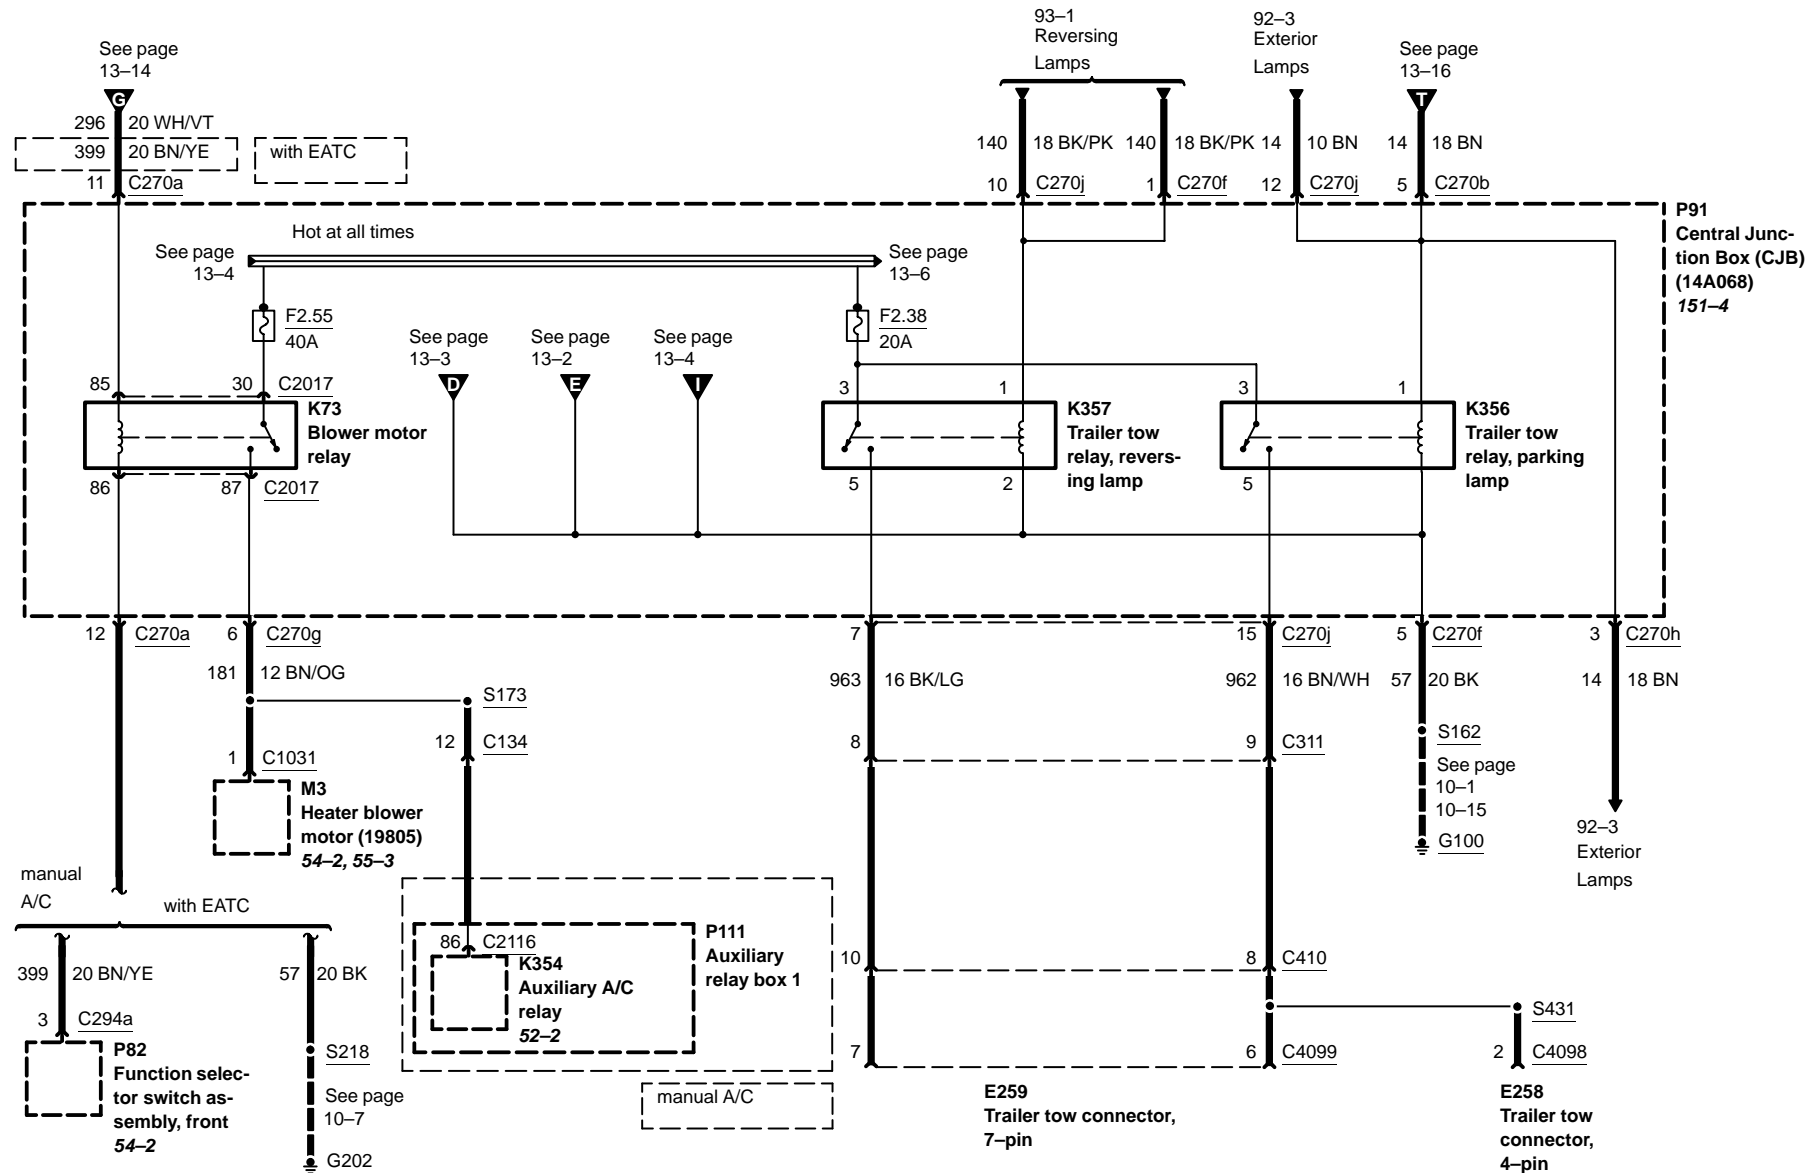 93–1
Reversing
Lamps
92–3
Exterior
Lamps
See page
13–14
G
See page
13–16
T
296 20 WH/VT
399 20 BN/YE
with EATC
11 C270a
140 18 BK/PK
140 18 BK/PK
14 10 BN
14 18 BN
10 C270j
1 C270f
12 C270j
5 C270b
P91
Central Junc-
tion Box (CJB)
(14A068)
151–4
Hot at all times
See page
13–4
See page
13–6
F2.55
40A
F2.38
20A
See page
13–3
D
See page
13–2
E
See page
13–4
I
85 30 C2017
K73
Blower motor
relay
86 87 C2017
3 1
K357
Trailer tow
relay, revers-
ing lamp
5 2
3 1
K356
Trailer tow
relay, parking
lamp
5
12 C270a
6 C270g
7
15 C270j
5 C270f
3 C270h
181 12 BN/OG
963 16 BK/LG
962 16 BN/WH
57 20 BK
14 18 BN
S173
S162
12 C134
8
9 C311
1 C1031
See page
10–1
10–15
G100
M3
Heater blower
motor (19805)
54–2, 55–3
92–3
Exterior
Lamps
manual
A/C
with EATC
P111
Auxiliary
relay box 1
86 C2116
K354
Auxiliary A/C
relay
52–2
10
8 C410
399 20 BN/YE
57 20 BK
S431
3 C294a
P82
Function selec-
tor switch as-
sembly, front
54–2
S218
7
6 C4099
2 C4098
See page
10–7
G202
manual A/C
E259
Trailer tow connector,
7–pin
E258
Trailer tow
connector,
4–pin